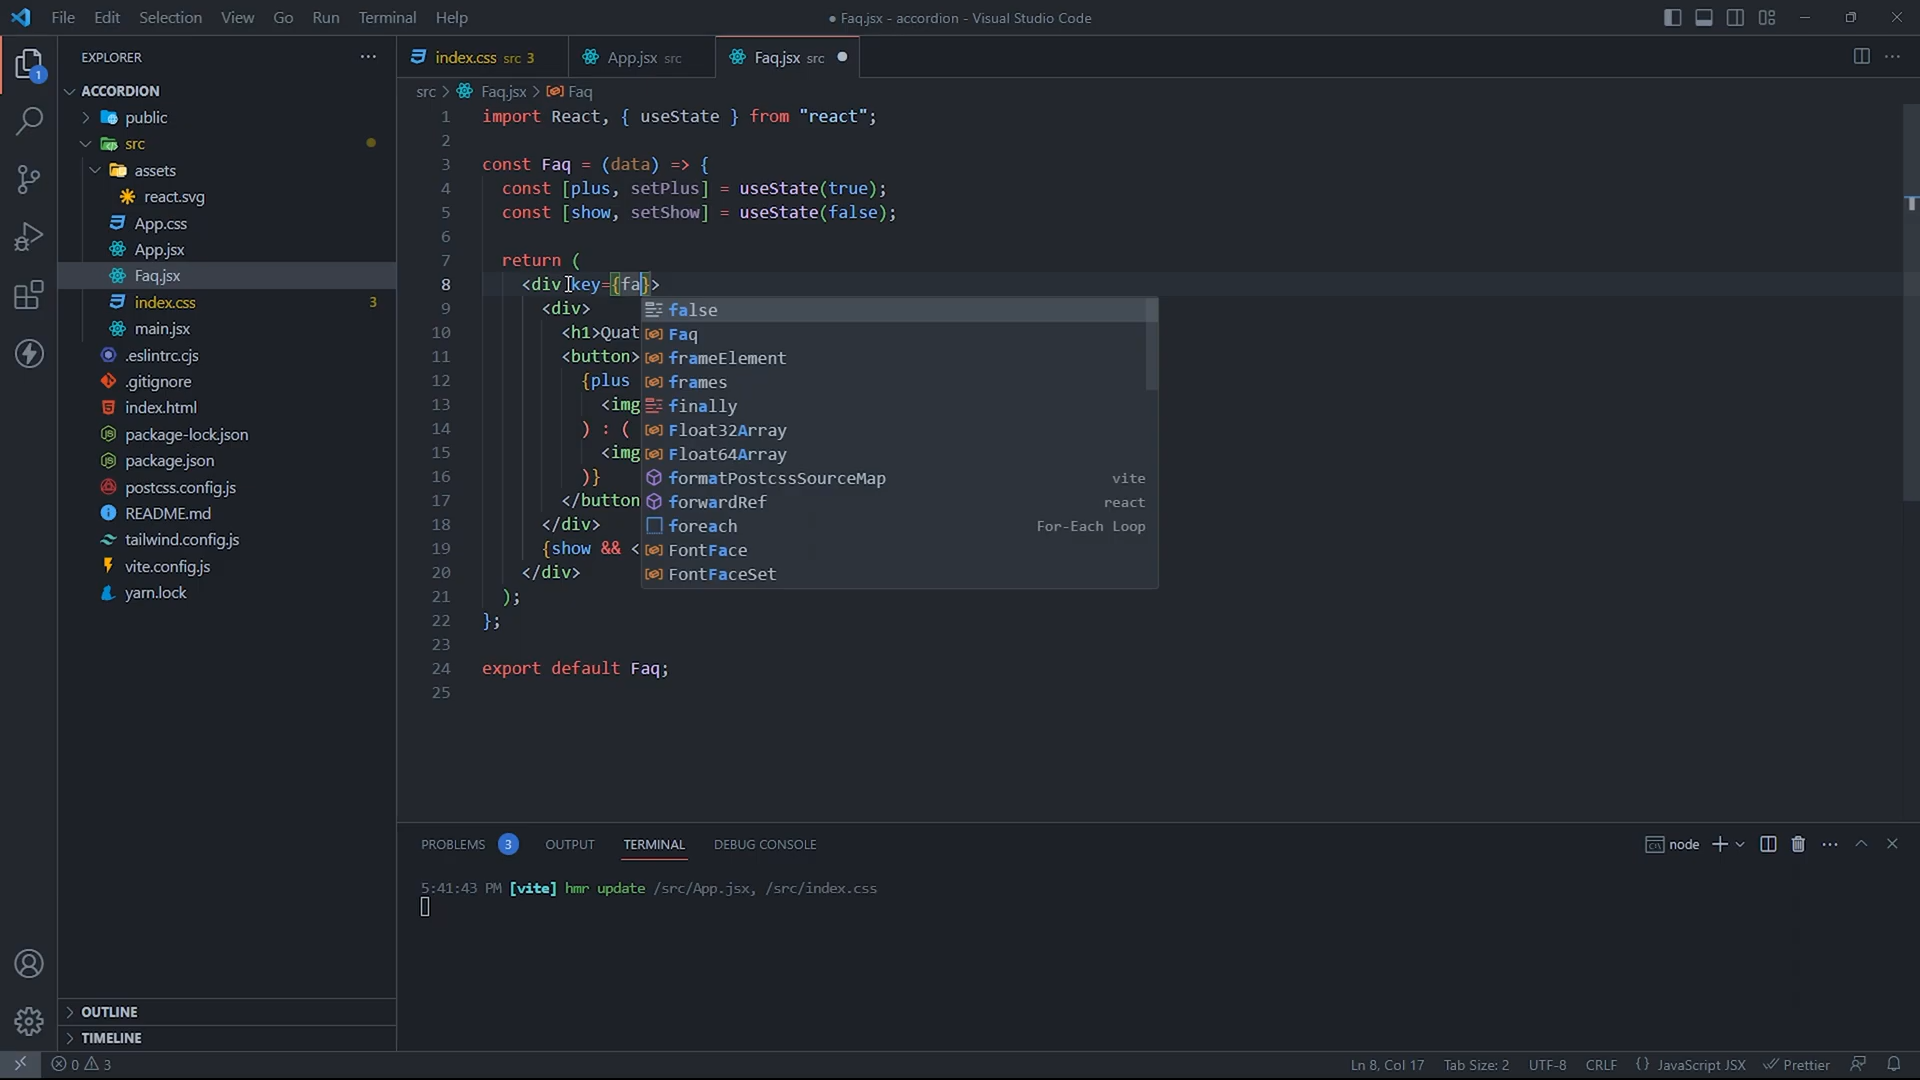 File Edit Selection View Go Run Terminal Help
● Faq.jsx - accordion - Visual Studio Code
EXPLORER
1
ACCORDION
public
src
assets
react.svg
App.css
App.jsx
Faq.jsx
index.css 3
main.jsx
.eslintrc.cjs
.gitignore
index.html
package-lock.json
package.json
postcss.config.js
README.md
tailwind.config.js
vite.config.js
yarn.lock
OUTLINE
TIMELINE
index.css src 3
App.jsx src
Faq.jsx src
src > Faq.jsx > Faq
1 import React, { useState } from "react";
2
3 const Faq = (data) => {
4 const [plus, setPlus] = useState(true);
5 const [show, setShow] = useState(false);
6
7 return (
8 <div key={fa}>
9 <div>
10 <h1>Quat
11 <button>
12 {plus
13 <img
14 ) : (
15 <img
16 )}
17 </button
18 </div>
19 {show && <
20 </div>
21 );
22 };
23
24 export default Faq;
25
false
Faq
frameElement
frames
finally
Float32Array
Float64Array
formatPostcssSourceMap vite
forwardRef react
foreach For-Each Loop
FontFace
FontFaceSet
PROBLEMS 3 OUTPUT TERMINAL DEBUG CONSOLE
node
5:41:43 PM [vite] hmr update /src/App.jsx, /src/index.css
0 3
Ln 8, Col 17 Tab Size: 2 UTF-8 CRLF {} JavaScript JSX Prettier